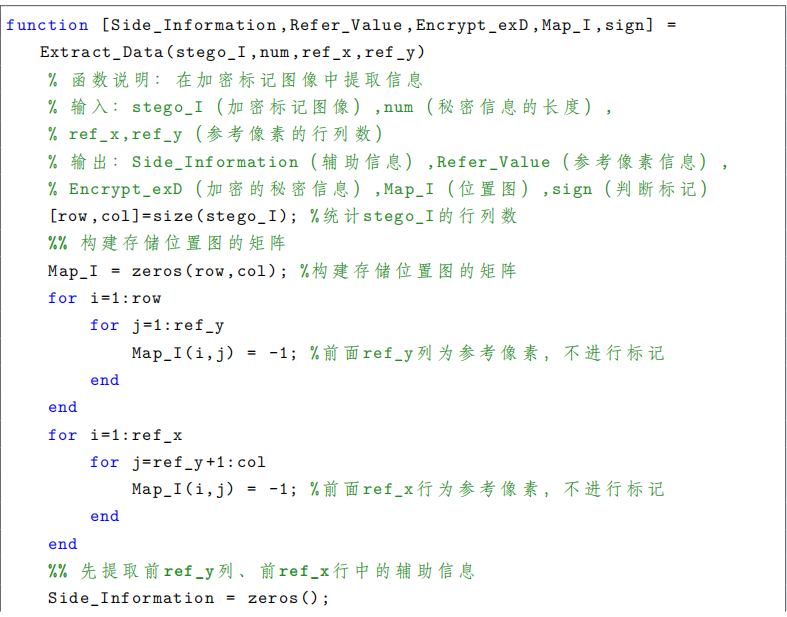 function [Side_Information,Refer_Value,Encrypt_exD,Map_I,sign] =
Extract_Data(stego_I,num,ref_x,ref_y)
% 函数说明：在加密标记图像中提取信息
% 输入：stego_I（加密标记图像）,num（秘密信息的长度）,
% ref_x,ref_y（参考像素的行列数）
% 输出：Side_Information（辅助信息）,Refer_Value（参考像素信息）,
% Encrypt_exD（加密的秘密信息）,Map_I（位置图）,sign（判断标记）
[row,col]=size(stego_I); %统计stego_I的行列数
%% 构建存储位置图的矩阵
Map_I = zeros(row,col); %构建存储位置图的矩阵
for i=1:row
for j=1:ref_y
Map_I(i,j) = -1; %前面ref_y列为参考像素，不进行标记
end
end
for i=1:ref_x
for j=ref_y+1:col
Map_I(i,j) = -1; %前面ref_x行为参考像素，不进行标记
end
end
%% 先提取前ref_y列、前ref_x行中的辅助信息
Side_Information = zeros();